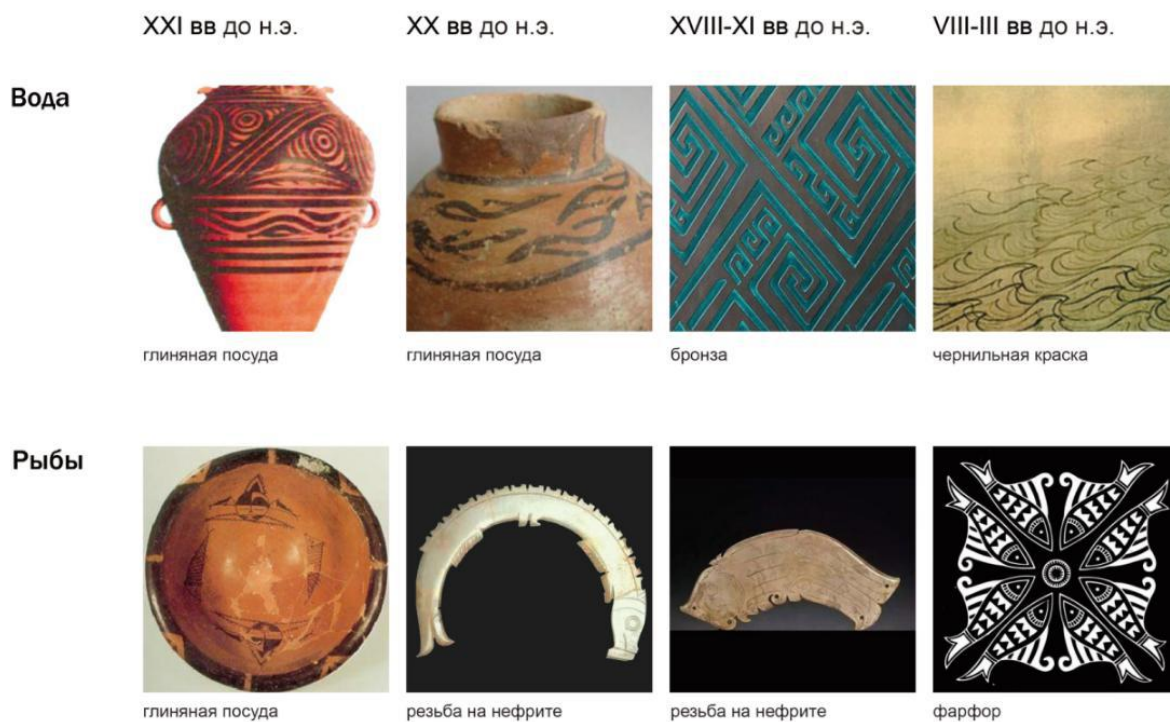 XXI вв до н.э.
XX вв до н.э.
XVIII-XI вв до н.э.
VIII-III вв до н.э.
Вода
глиняная посуда
глиняная посуда
бронза
чернильная краска
Рыбы
глиняная посуда
резьба на нефрите
резьба на нефрите
фарфор